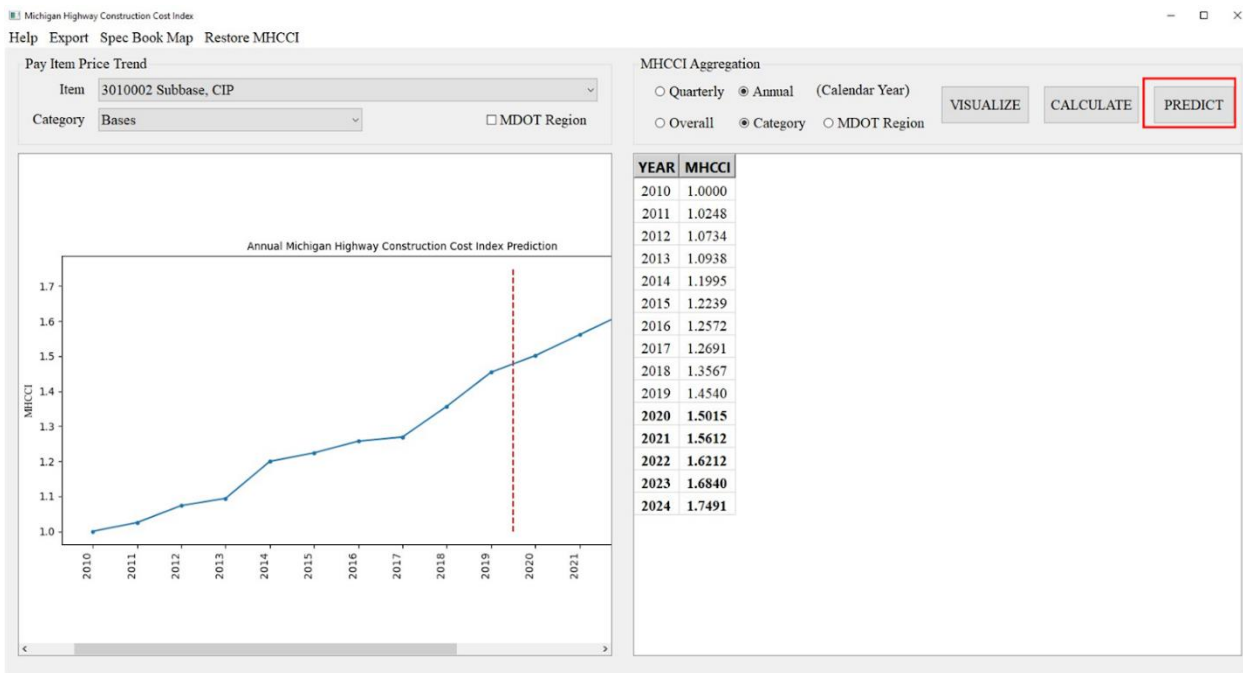 Michigan Highway Construction Cost Index
Help Export Spec Book Map Restore MHCCI
Pay Item Price Trend
Item 3010002 Subbase, CIP
Category Bases MDOT Region
MHCCI Aggregation
Quarterly Annual (Calendar Year)
Overall Category MDOT Region
VISUALIZE CALCULATE PREDICT
Annual Michigan Highway Construction Cost Index Prediction
MHCCI
1.7
1.6
1.5
1.4
1.3
1.2
1.1
1.0
2010 2011 2012 2013 2014 2015 2016 2017 2018 2019 2020 2021
YEAR MHCCI
2010 1.0000
2011 1.0248
2012 1.0734
2013 1.0938
2014 1.1995
2015 1.2239
2016 1.2572
2017 1.2691
2018 1.3567
2019 1.4540
2020 1.5015
2021 1.5612
2022 1.6212
2023 1.6840
2024 1.7491